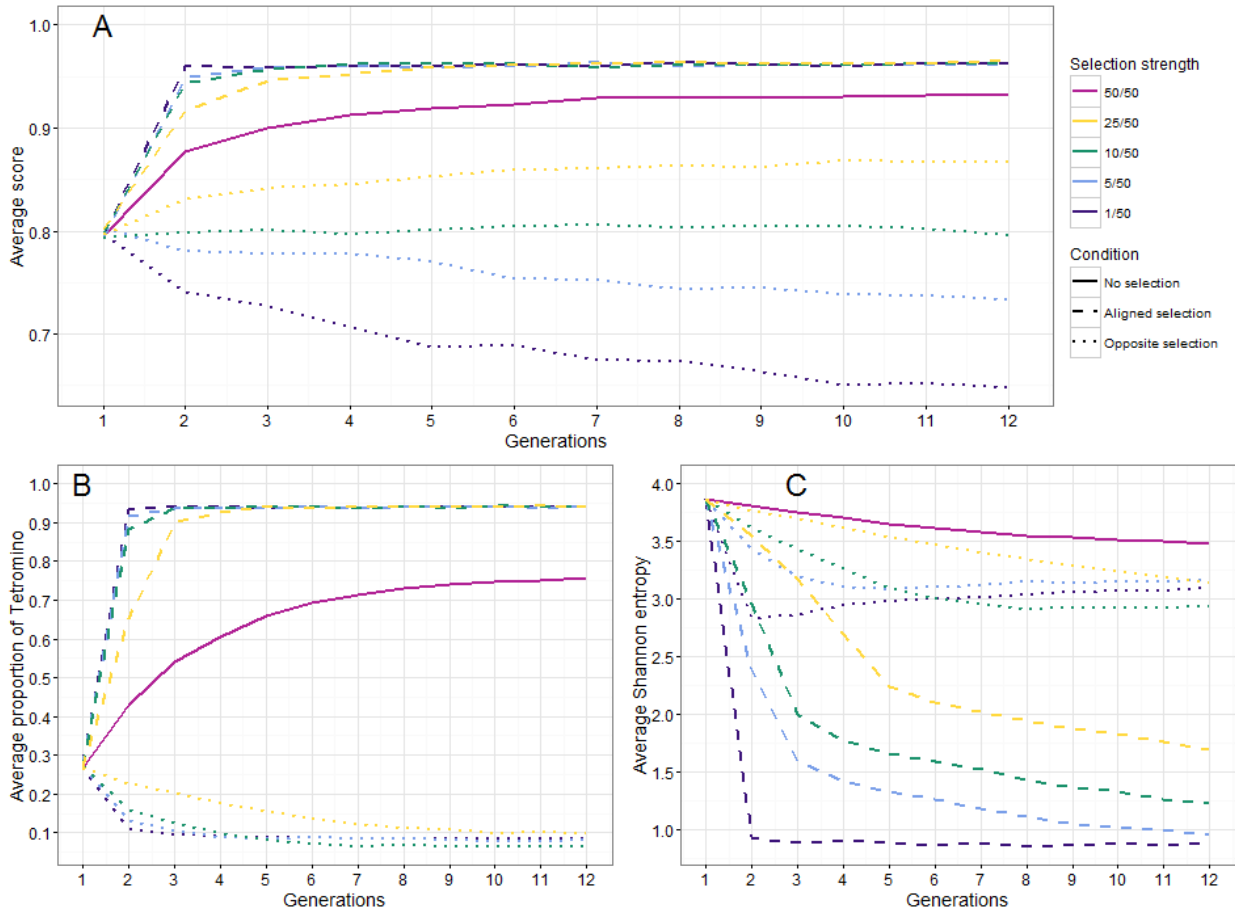 A
Average score
1.0
0.9
0.8
0.7
1 2 3 4 5 6 7 8 9 10 11 12
Generations
Selection strength
50/50
25/50
10/50
5/50
1/50
Condition
No selection
Aligned selection
Opposite selection
B
Average proportion of Tetromino
1.0
0.9
0.8
0.7
0.6
0.5
0.4
0.3
0.2
0.1
1 2 3 4 5 6 7 8 9 10 11 12
Generations
C
Average Shannon entropy
4.0
3.5
3.0
2.5
2.0
1.5
1.0
1 2 3 4 5 6 7 8 9 10 11 12
Generations